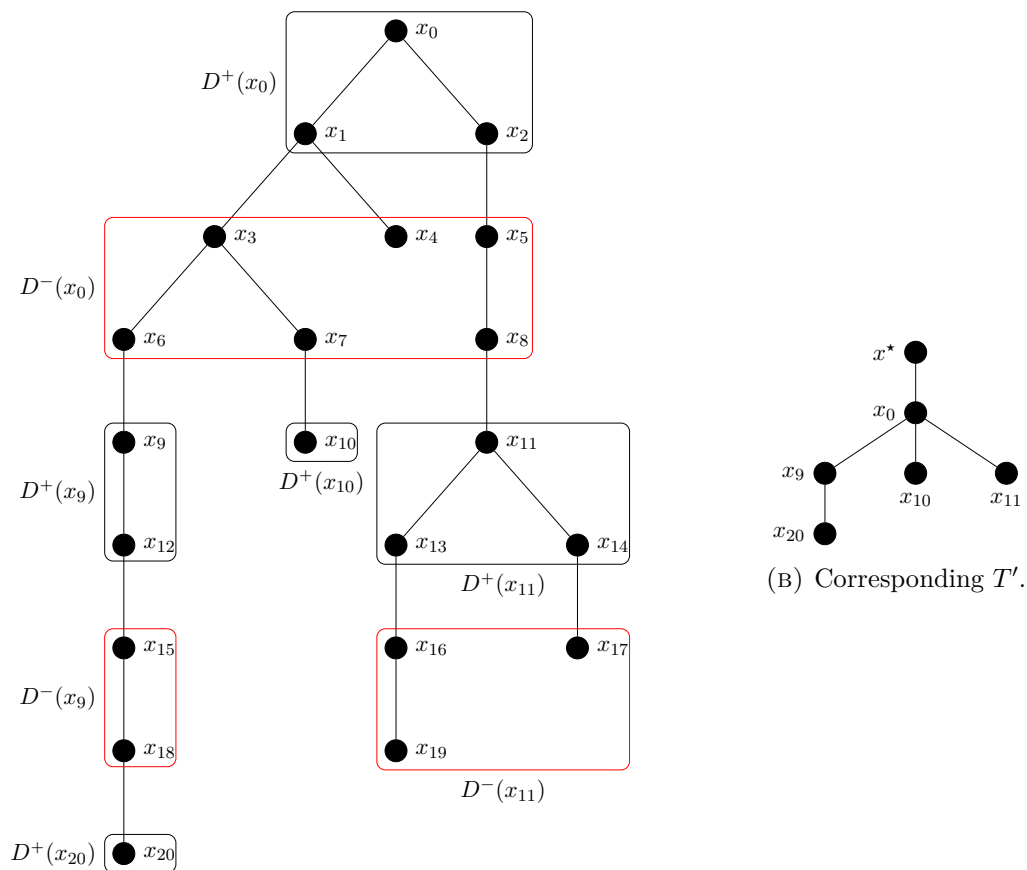 x₀
D⁺(x₀)
x₁ x₂
x₃ x₄ x₅
D⁻(x₀)
x₆ x₇ x₈
x⋆
x₀
x₉ x₁₀ x₁₁
D⁺(x₉) D⁺(x₁₀)
x₁₂ x₁₃ x₁₄
D⁺(x₁₁)
x₉
x₁₀ x₁₁
x₂₀
(B) Corresponding T′.
x₁₅ x₁₆ x₁₇
D⁻(x₉)
x₁₈ x₁₉
D⁻(x₁₁)
D⁺(x₂₀) x₂₀